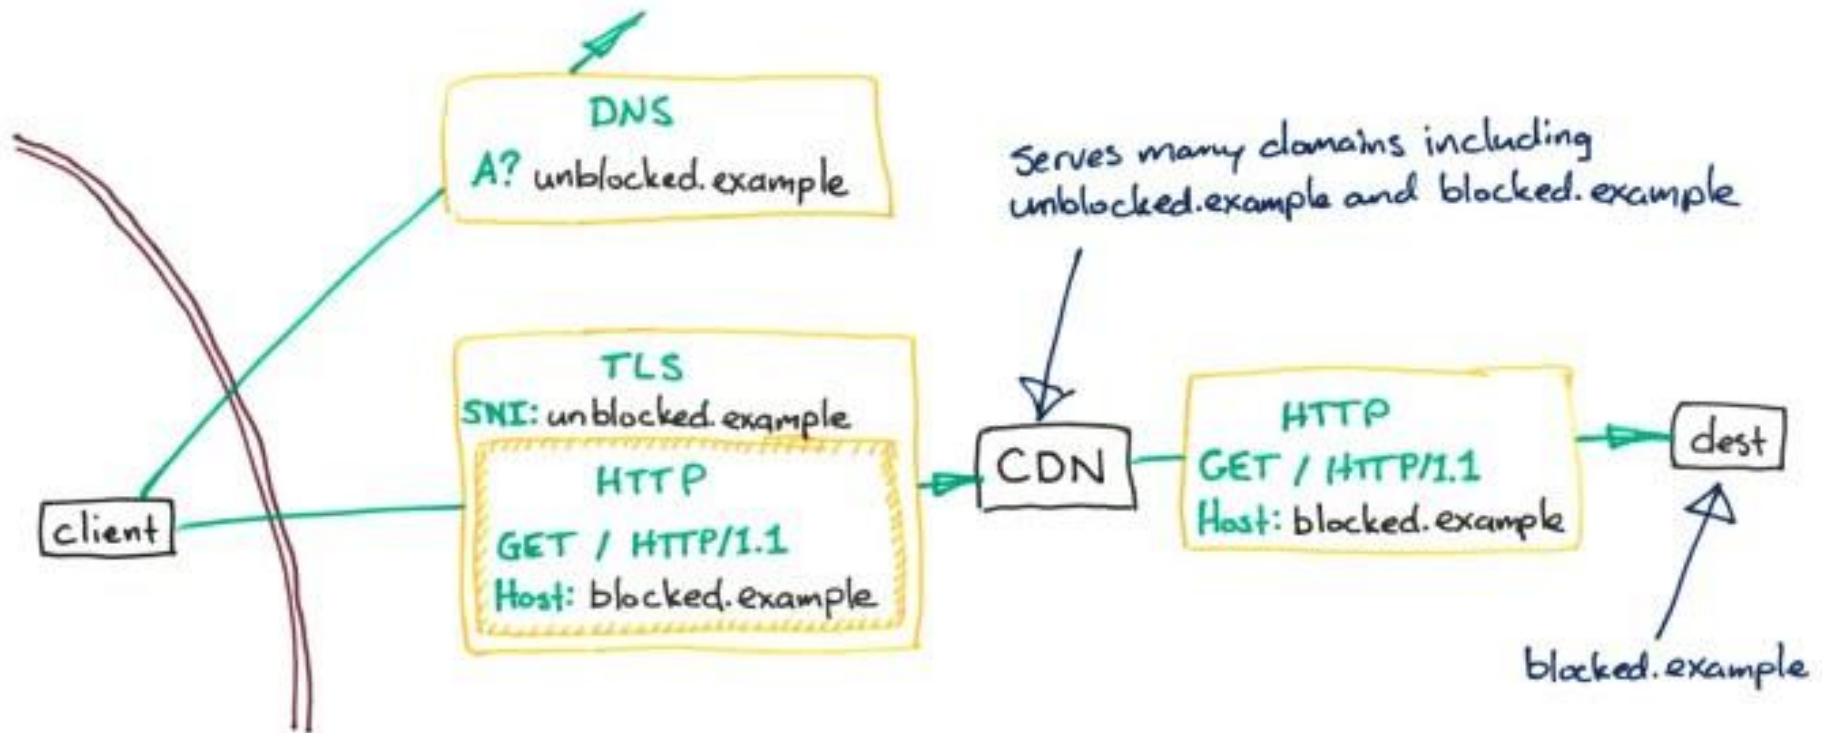 DNS
A? unblocked.example
Serves many domains including
unblocked.example and blocked.example
TLS
SNI: unblocked.example
HTTP
GET / HTTP/1.1
Host: blocked.example
client
CDN
HTTP
GET / HTTP/1.1
Host: blocked.example
dest
blocked.example